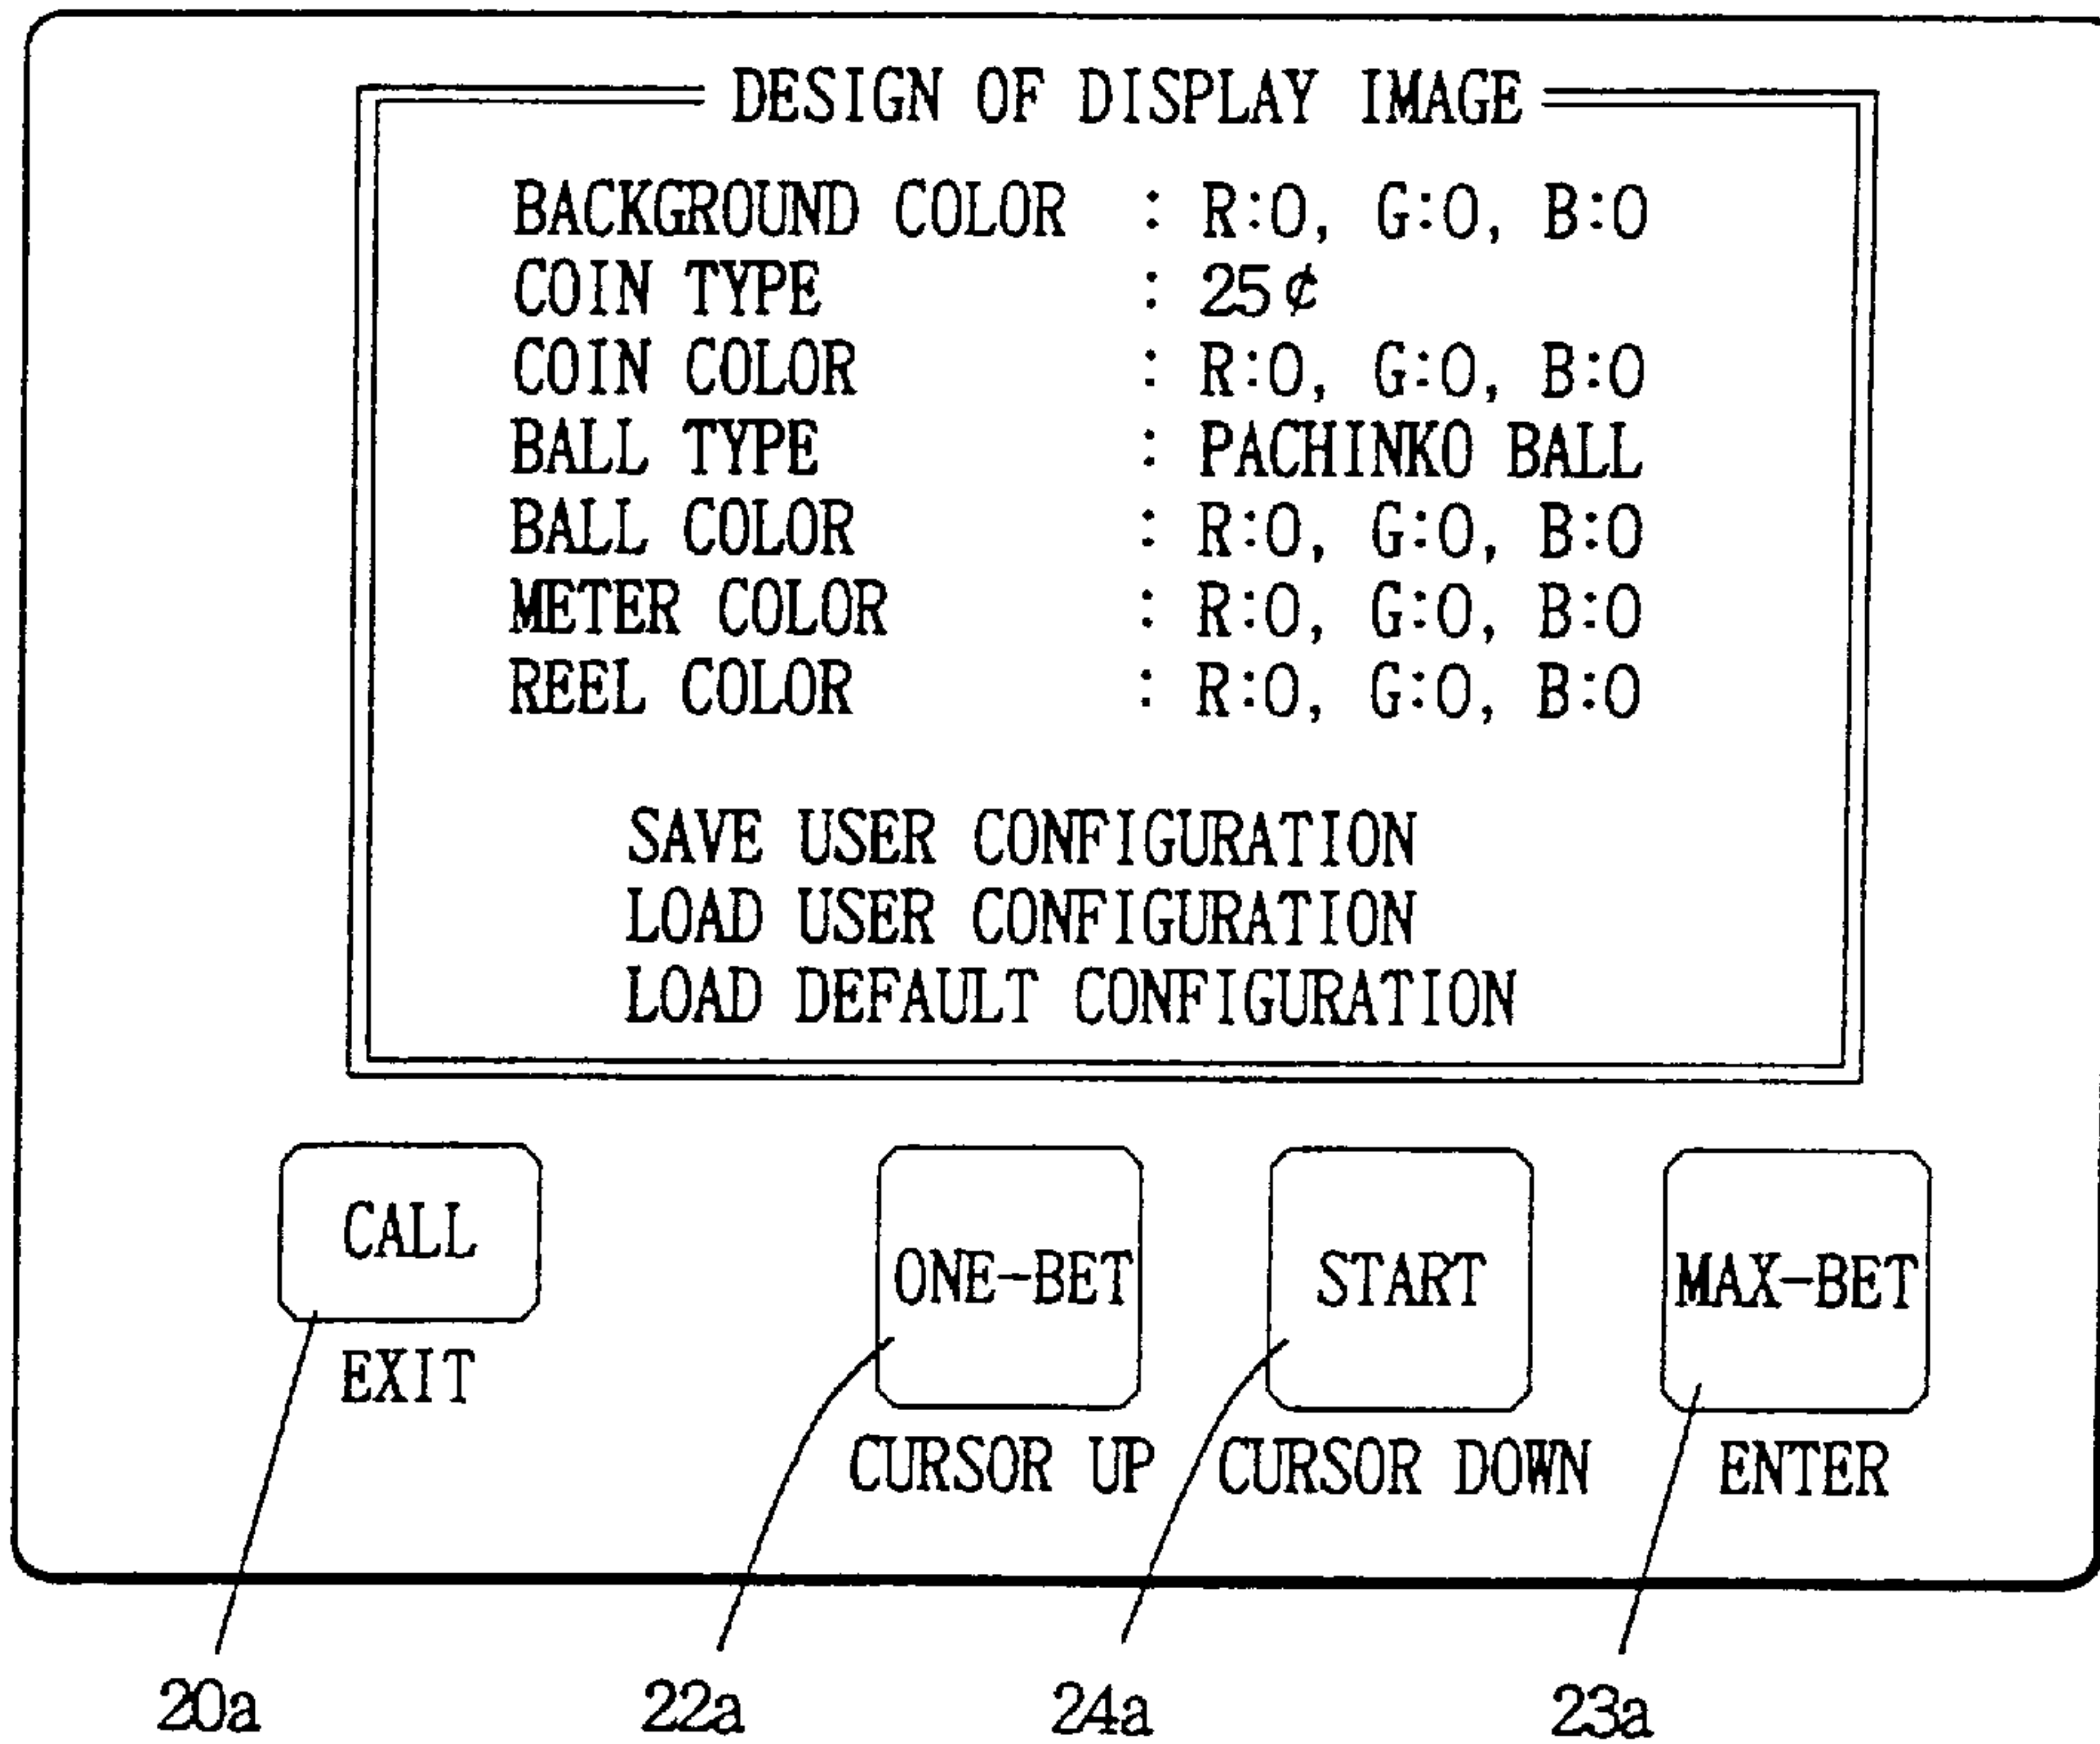 DESIGN OF DISPLAY IMAGE
BACKGROUND COLOR : R:0, G:0, B:0
COIN TYPE : 25¢
COIN COLOR : R:0, G:0, B:0
BALL TYPE : PACHINKO BALL
BALL COLOR : R:0, G:0, B:0
METER COLOR : R:0, G:0, B:0
REEL COLOR : R:0, G:0, B:0
SAVE USER CONFIGURATION
LOAD USER CONFIGURATION
LOAD DEFAULT CONFIGURATION
CALL
ONE-BET START MAX-BET
EXIT
CURSOR UP CURSOR DOWN ENTER
20a 22a 24a 23a